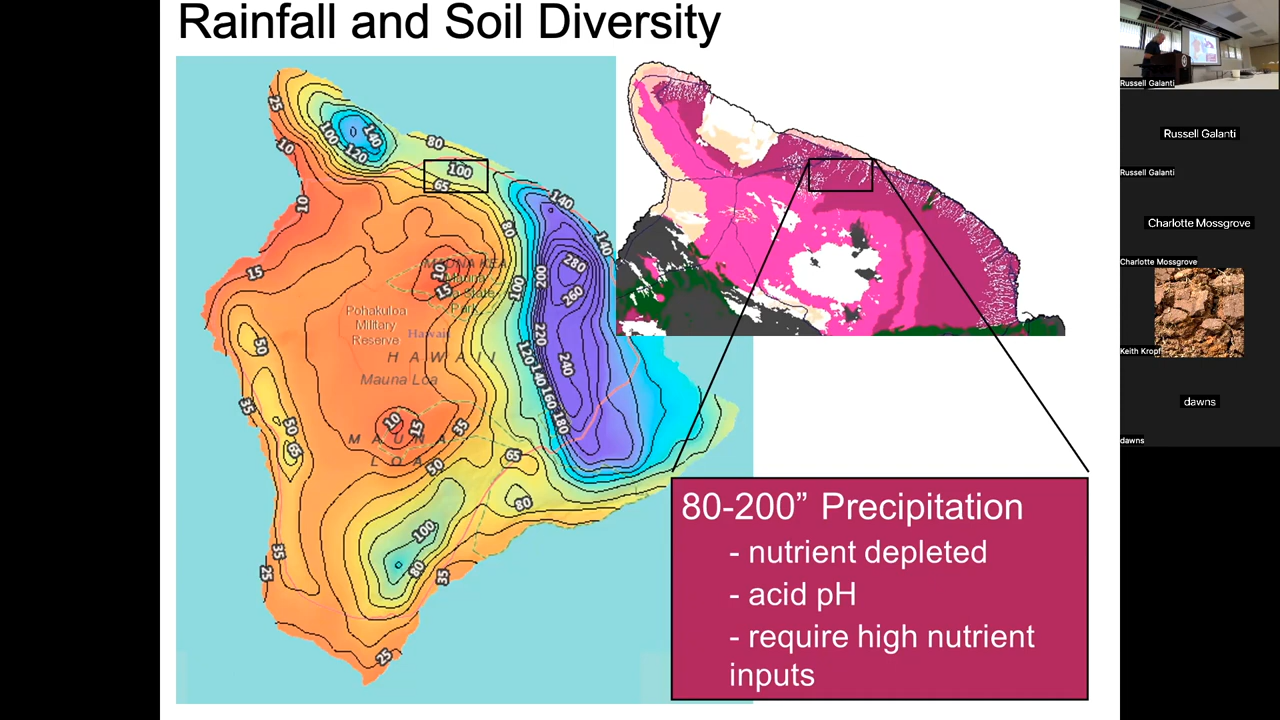 Rainfall and Soil Diversity
25
10
100
140
120
80
100
65
10
140
80
140
15
MAUNA KEA
10
15
100
200
280
260
Pohakuloa
Military
Reserve
Park
Hawaii
HAWAII
Mauna Loa
50
220
120
140
160
180
240
35
10
15
35
MAUNA
LOA
50
65
50
65
80
100
80
35
35
25
25
80-200” Precipitation
- nutrient depleted
- acid pH
- require high nutrient
inputs
Russell Galanti
Russell Galanti
Russell Galanti
Charlotte Mossgrove
Charlotte Mossgrove
Keith Kropf
dawns
dawns